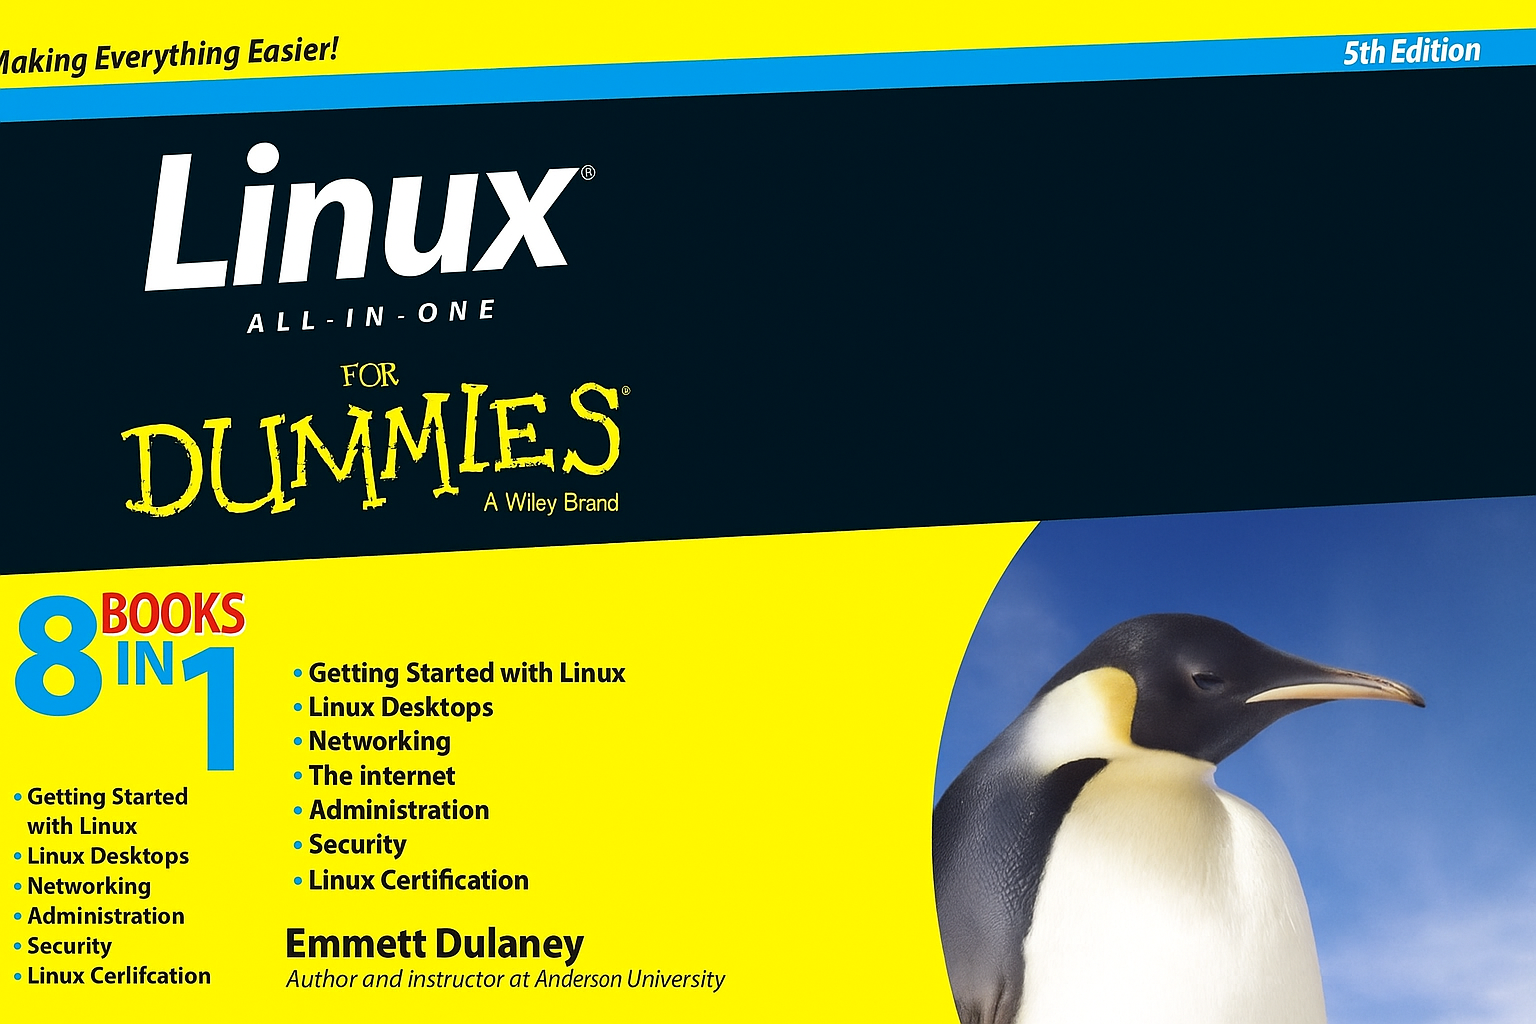 Making Everything Easier!
5th Edition
Linux®
ALL-IN-ONE
FOR
DUMMIES®
A Wiley Brand
8 BOOKS
IN 1
• Getting Started
with Linux
• Linux Desktops
• Networking
• Administration
• Security
• Linux Cerlifcation
• Getting Started with Linux
• Linux Desktops
• Networking
• The internet
• Administration
• Security
• Linux Certification
Emmett Dulaney
Author and instructor at Anderson University